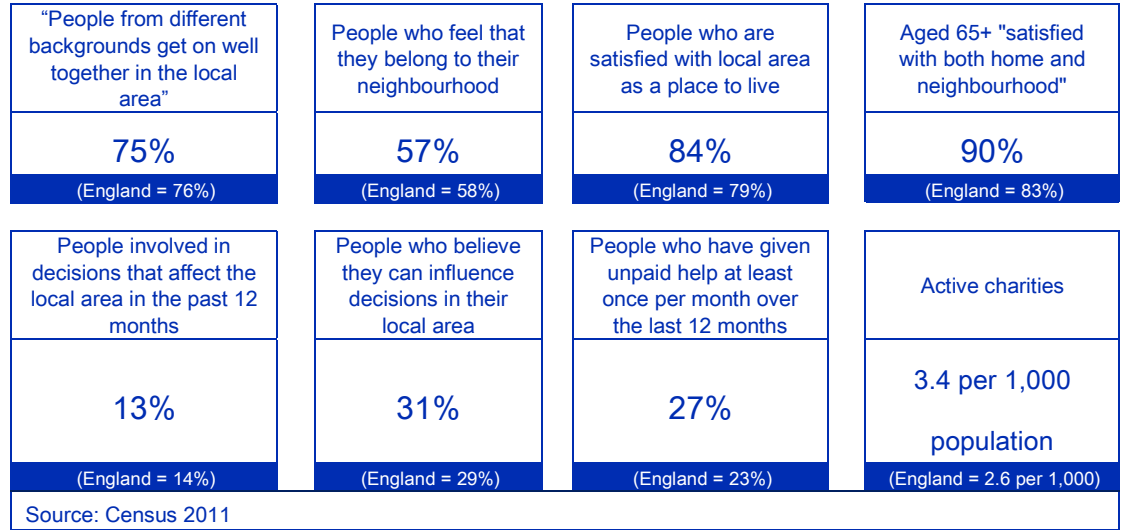 “People from different
backgrounds get on well
together in the local
area”
75%
(England = 76%)
People who feel that
they belong to their
neighbourhood
57%
(England = 58%)
People who are
satisfied with local area
as a place to live
84%
(England = 79%)
Aged 65+ "satisfied
with both home and
neighbourhood"
90%
(England = 83%)
People involved in
decisions that affect the
local area in the past 12
months
13%
(England = 14%)
People who believe
they can influence
decisions in their
local area
31%
(England = 29%)
People who have given
unpaid help at least
once per month over
the last 12 months
27%
(England = 23%)
Active charities
3.4 per 1,000
population
(England = 2.6 per 1,000)
Source: Census 2011